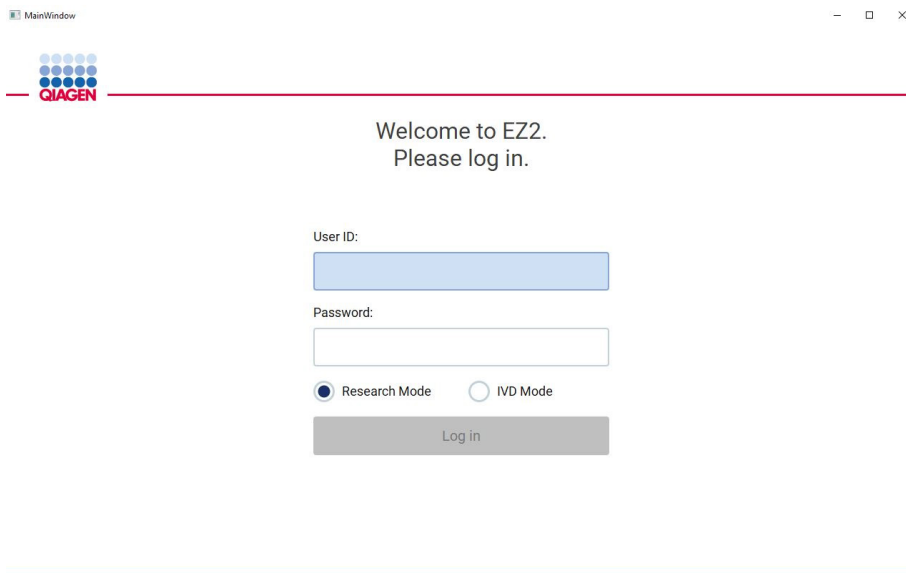 MainWindow
QIAGEN
Welcome to EZ2.
Please log in.
User ID:
Password:
Research Mode IVD Mode
Log in